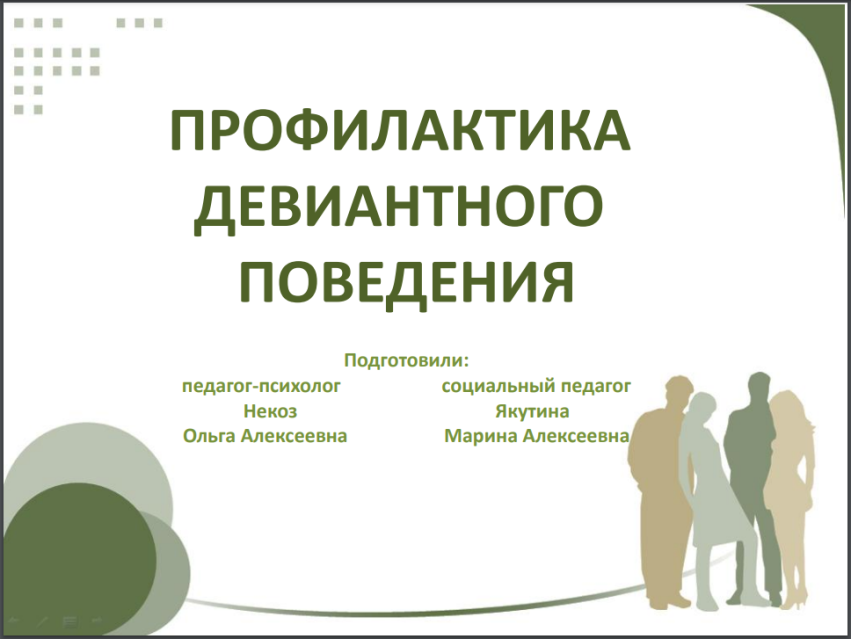 ПРОФИЛАКТИКА
ДЕВИАНТНОГО
ПОВЕДЕНИЯ
Подготовили:
педагог-психолог
Некоз
Ольга Алексеевна
социальный педагог
Якутина
Марина Алексеевна